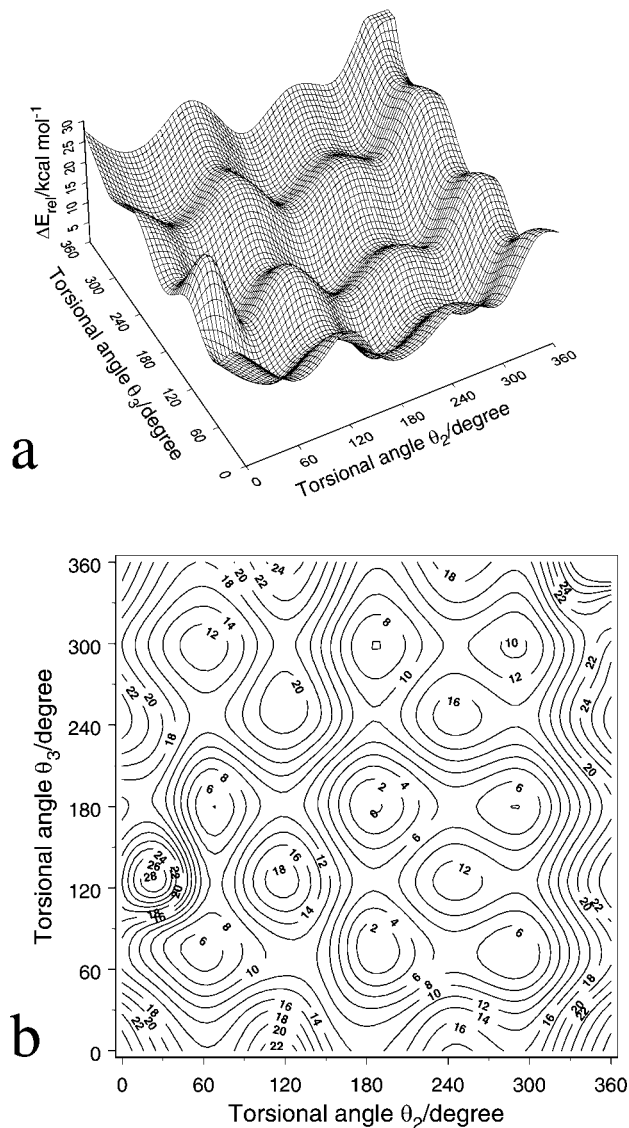 ΔE_rel/kcal mol⁻¹
30
25
20
15
10
5
360
300
240
180
120
60
0
Torsional angle θ₃/degree
0
60
120
180
240
300
360
Torsional angle θ₂/degree
a
360
300
240
180
120
60
0
Torsional angle θ₃/degree
18 20 22 24 18 24 22
12 14 8 10 20 10 12 22
22 20 18 16 24 20
6 8 2 4 6 6 6
24 26 28 22 20 18 16 18 16 12 14 12 20 22
6 8 10 2 4 6 8 10 6 18
18 20 22 16 18 20 22 14 12 14 16 16 20 22
0 60 120 180 240 300 360
Torsional angle θ₂/degree
b